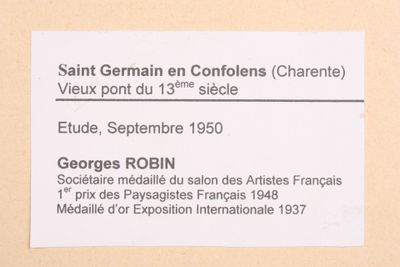 Saint Germain en Confolens (Charente)
Vieux pont du 13ème siècle
Etude, Septembre 1950
Georges ROBIN
Sociétaire médaillé du salon des Artistes Français
1er prix des Paysagistes Français 1948
Médaillé d'or Exposition Internationale 1937